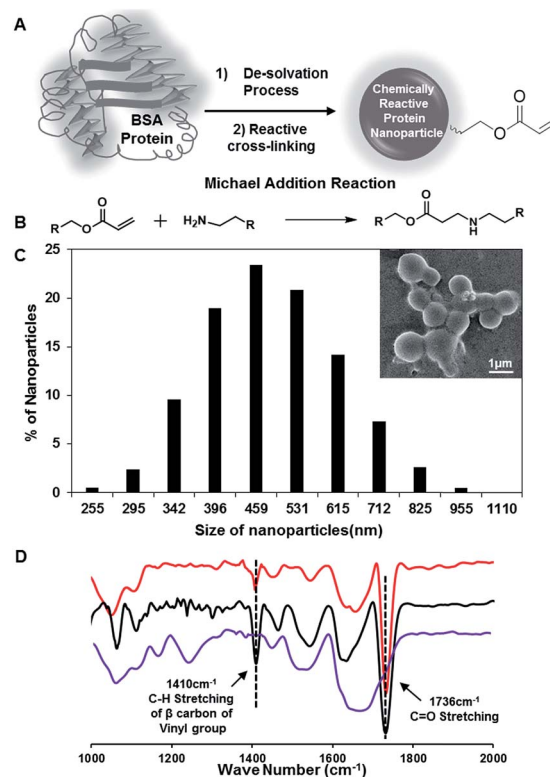 A
BSA
Protein
1) De-solvation
Process
2) Reactive
cross-linking
Chemically
Reactive
Protein
Nanoparticle
O
O
Michael Addition Reaction
B
R
O
O
+
H₂N
R
R
O
O
H
N
R
C
% of Nanoparticles
25
20
15
10
5
0
1µm
255 295 342 396 459 531 615 712 825 955 1110
Size of nanoparticles(nm)
D
1410cm⁻¹
C-H Stretching
of β carbon of
Vinyl group
1736cm⁻¹
C=O Stretching
1000 1200 1400 1600 1800 2000
Wave Number (cm⁻¹)